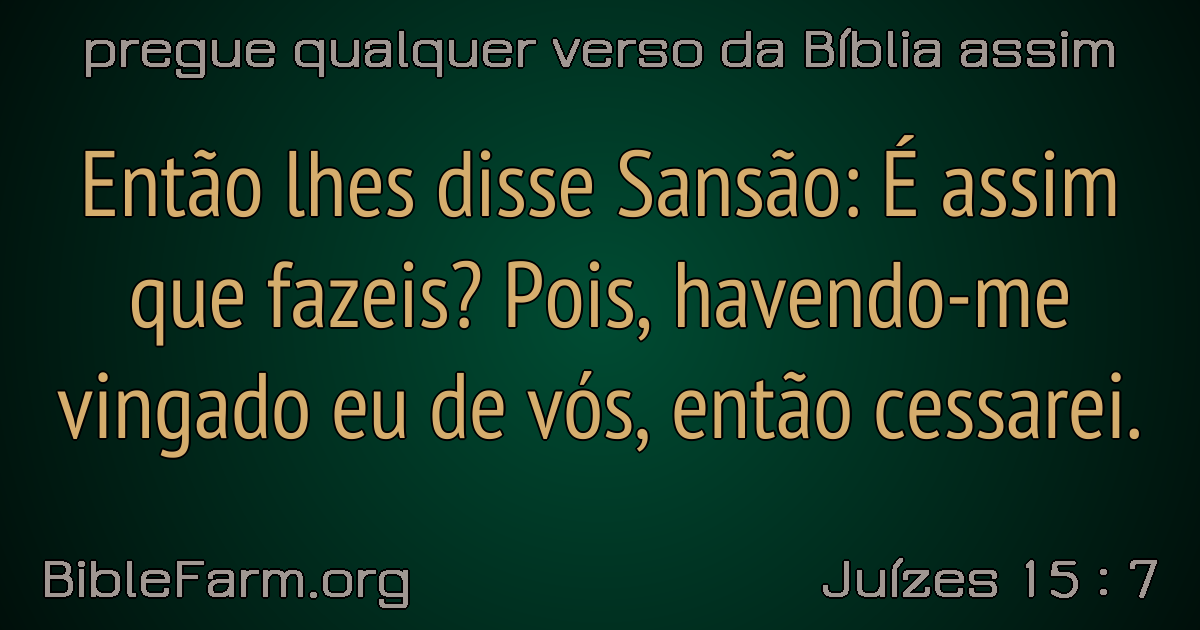 pregue qualquer verso da Bíblia assim
Então lhes disse Sansão: É assim
que fazeis? Pois, havendo-me
vingado eu de vós, então cessarei.
BibleFarm.org
Juízes 15 : 7